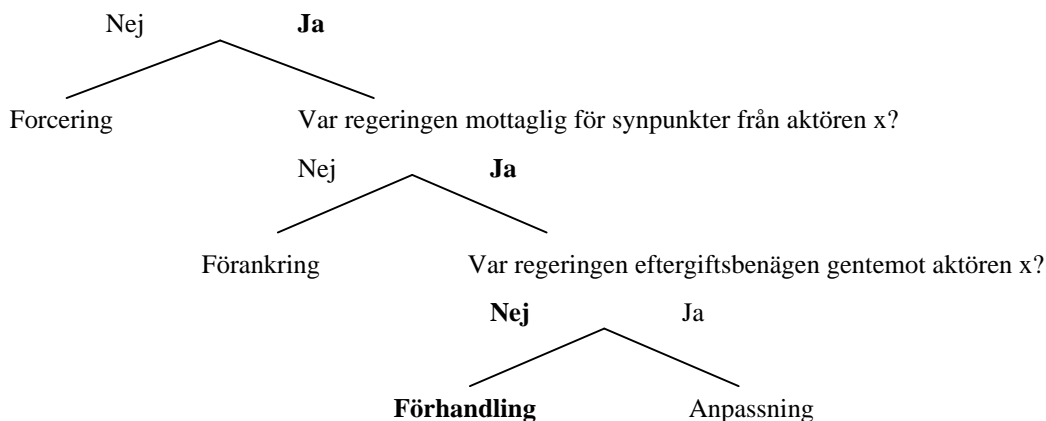 Nej Ja
Forcering Var regeringen mottaglig för synpunkter från aktören x?
Nej Ja
Förankring Var regeringen eftergiftsbenägen gentemot aktören x?
Nej Ja
Förhandling Anpassning